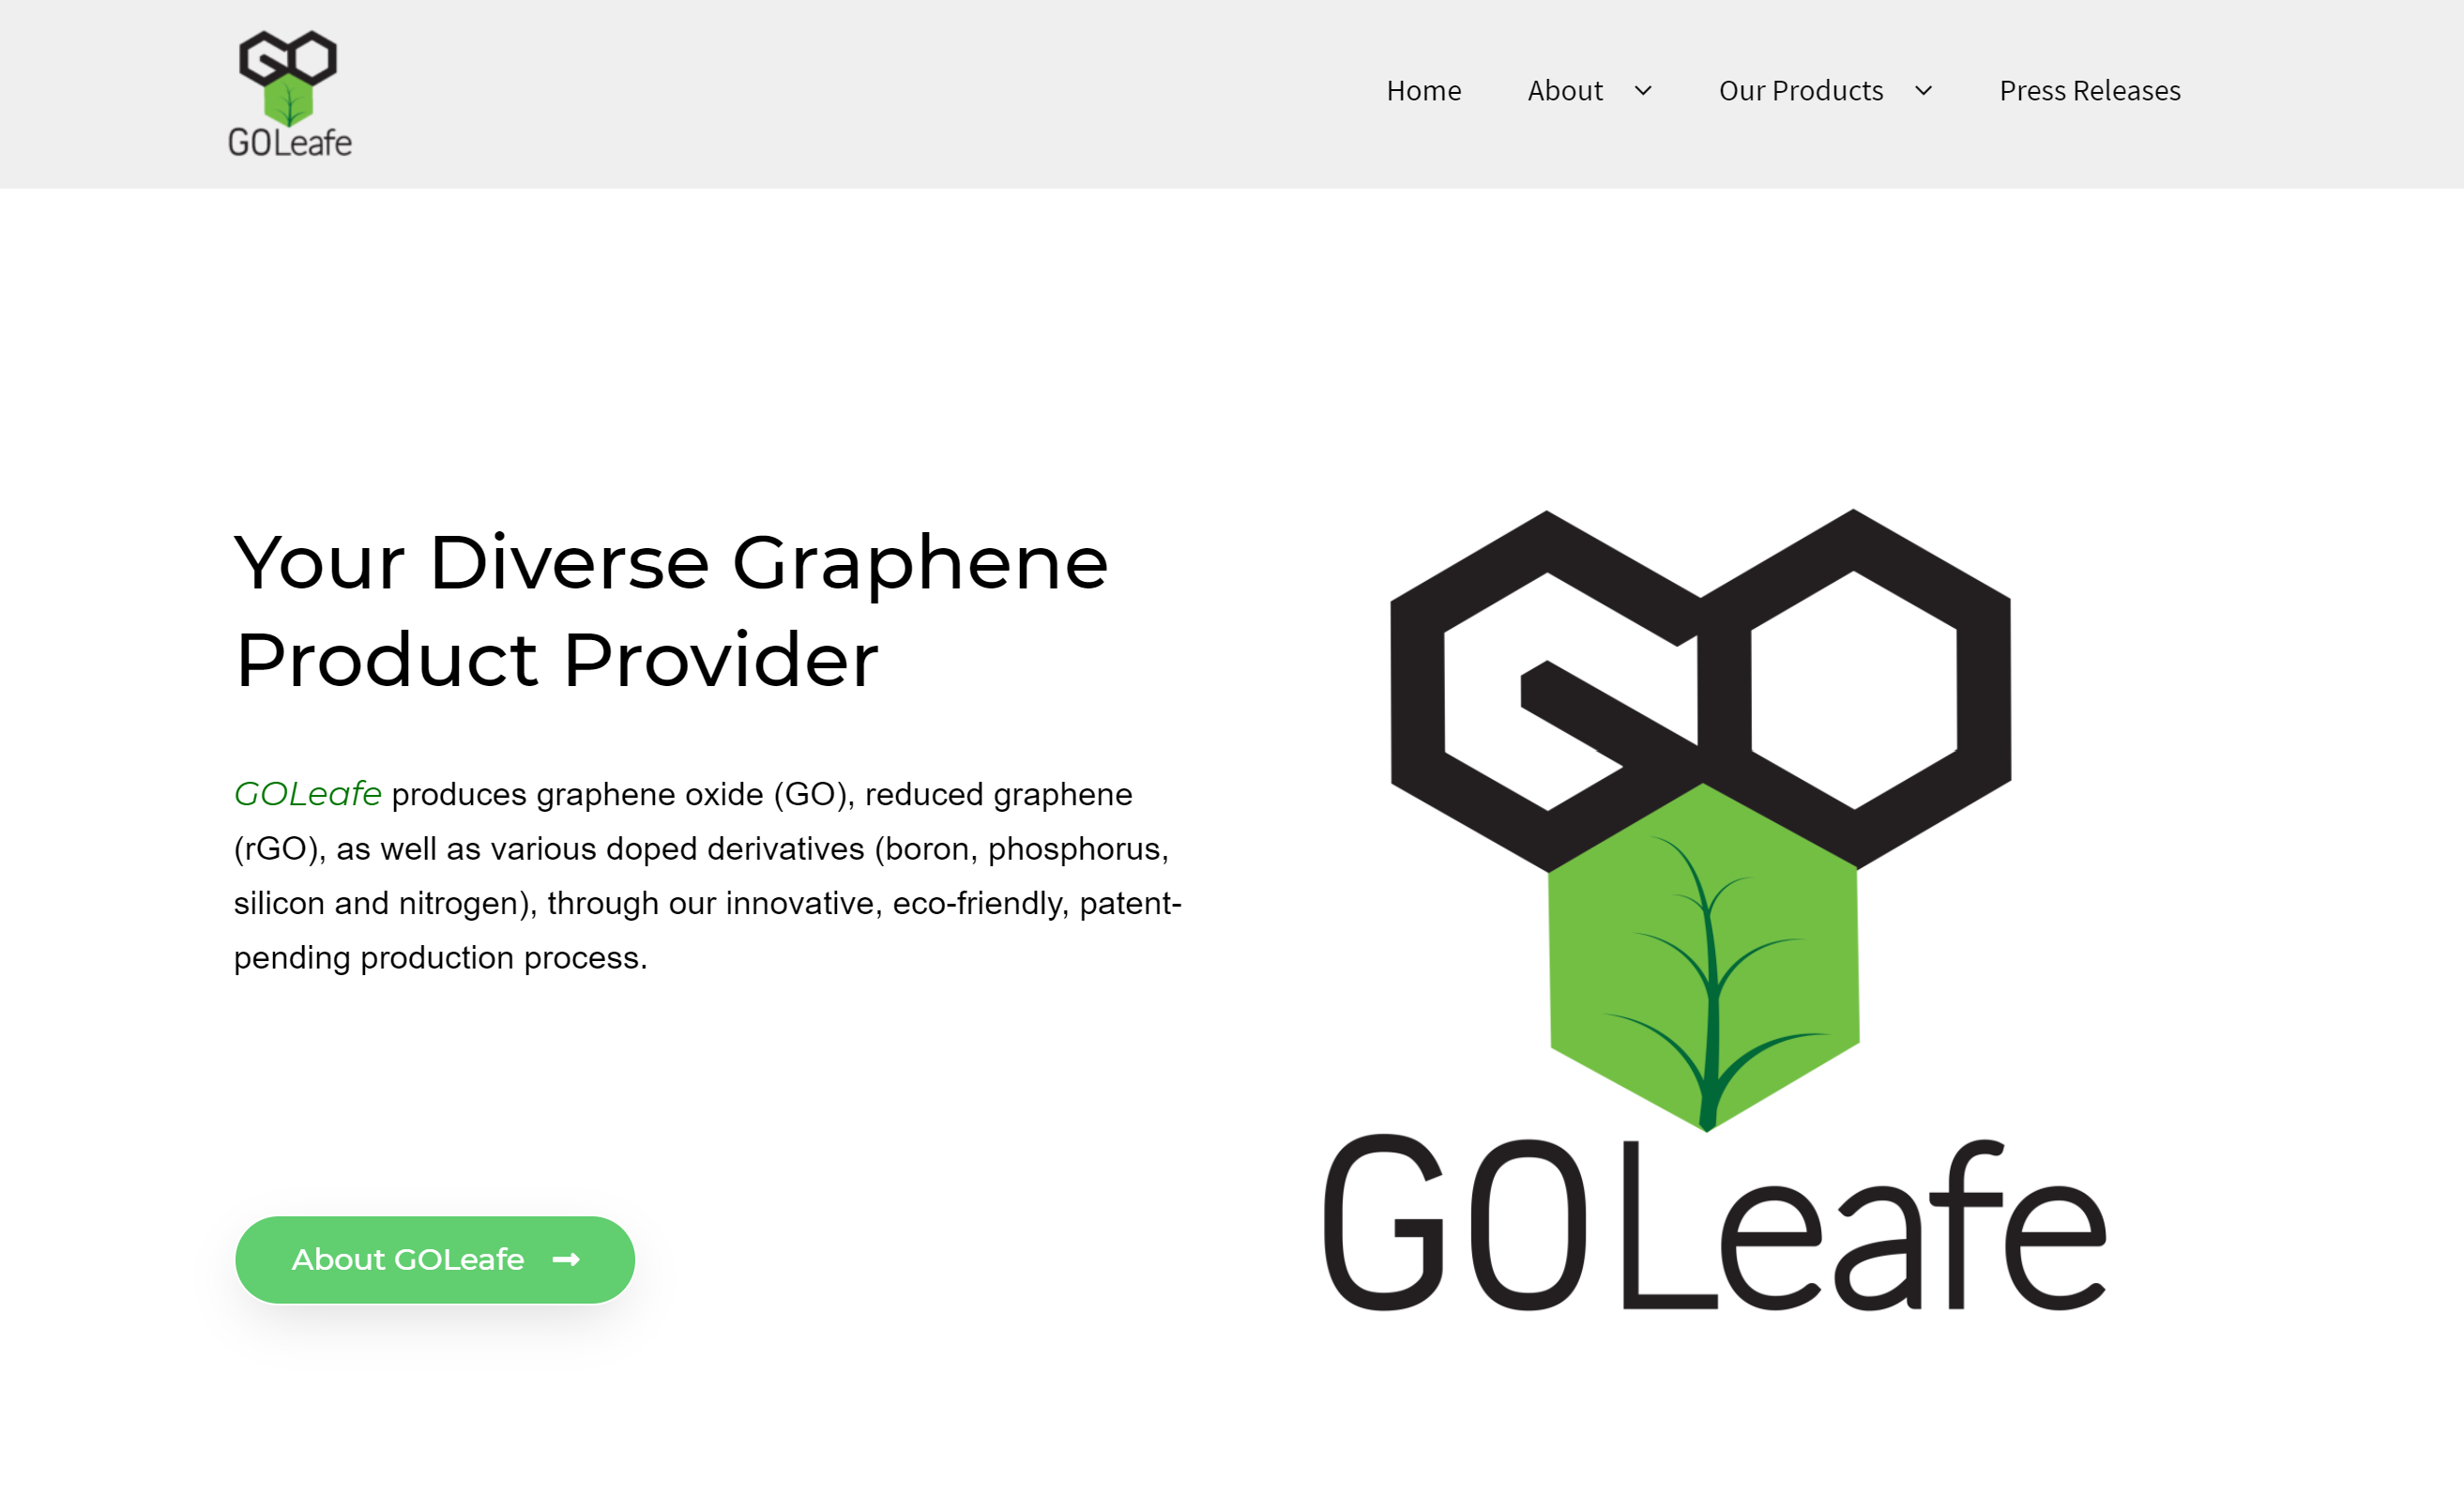 GO
GOLeafe
Home
About
Our Products
Press Releases
Your Diverse Graphene
Product Provider
GOLeafe produces graphene oxide (GO), reduced graphene
(rGO), as well as various doped derivatives (boron, phosphorus,
silicon and nitrogen), through our innovative, eco-friendly, patent-
pending production process.
About GOLeafe
GO
GOLeafe